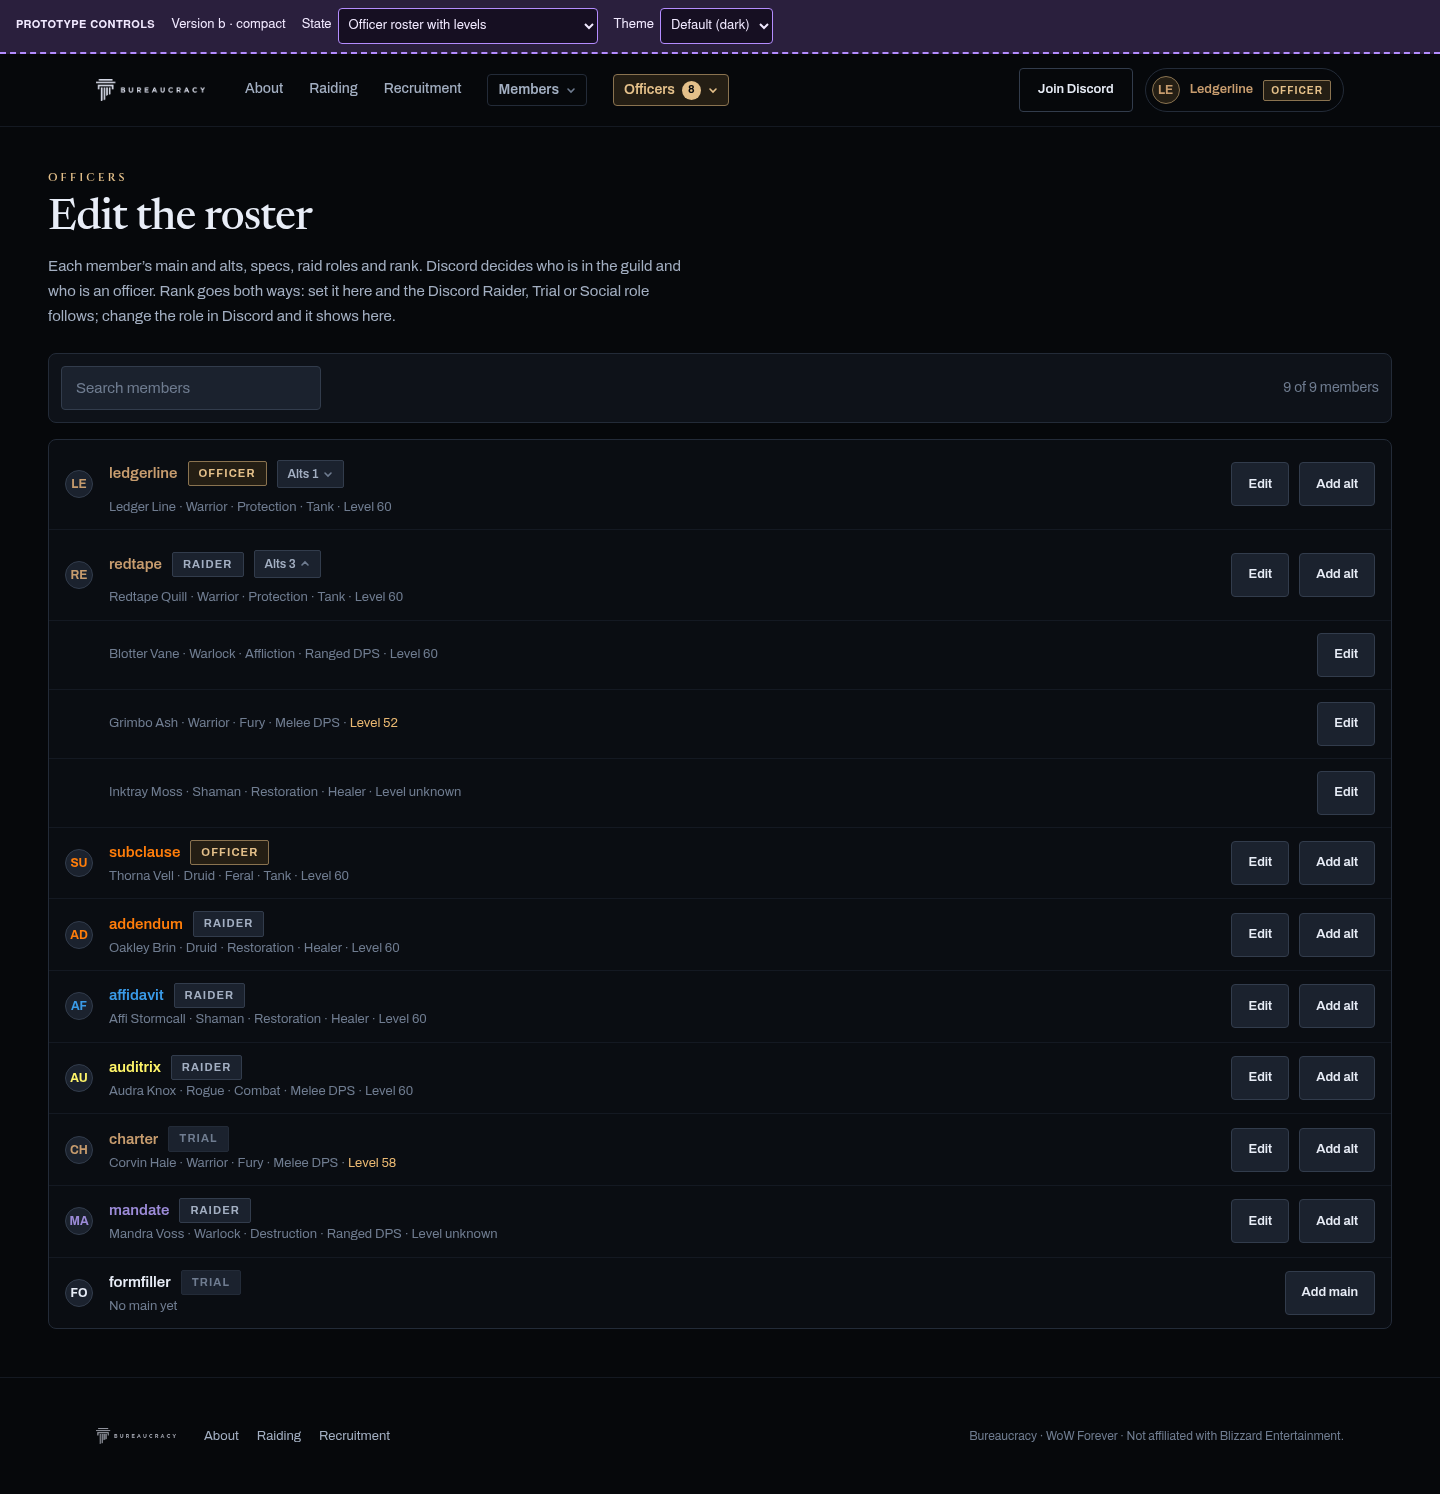 PROTOTYPE CONTROLS Version b · compact State Officer roster with levels Theme Default (dark)
BUREAUCRACY About Raiding Recruitment Members Officers 8 Join Discord LE Ledgerline OFFICER
OFFICERS
Edit the roster
Each member’s main and alts, specs, raid roles and rank. Discord decides who is in the guild and
who is an officer. Rank goes both ways: set it here and the Discord Raider, Trial or Social role
follows; change the role in Discord and it shows here.
Search members 9 of 9 members
LE ledgerline OFFICER Alts 1 Edit Add alt
Ledger Line · Warrior · Protection · Tank · Level 60
RE redtape RAIDER Alts 3 Edit Add alt
Redtape Quill · Warrior · Protection · Tank · Level 60
Blotter Vane · Warlock · Affliction · Ranged DPS · Level 60 Edit
Grimbo Ash · Warrior · Fury · Melee DPS · Level 52 Edit
Inktray Moss · Shaman · Restoration · Healer · Level unknown Edit
SU subclause OFFICER Edit Add alt
Thorna Vell · Druid · Feral · Tank · Level 60
AD addendum RAIDER Edit Add alt
Oakley Brin · Druid · Restoration · Healer · Level 60
AF affidavit RAIDER Edit Add alt
Affi Stormcall · Shaman · Restoration · Healer · Level 60
AU auditrix RAIDER Edit Add alt
Audra Knox · Rogue · Combat · Melee DPS · Level 60
CH charter TRIAL Edit Add alt
Corvin Hale · Warrior · Fury · Melee DPS · Level 58
MA mandate RAIDER Edit Add alt
Mandra Voss · Warlock · Destruction · Ranged DPS · Level unknown
FO formfiller TRIAL Add main
No main yet
BUREAUCRACY About Raiding Recruitment Bureaucracy · WoW Forever · Not affiliated with Blizzard Entertainment.